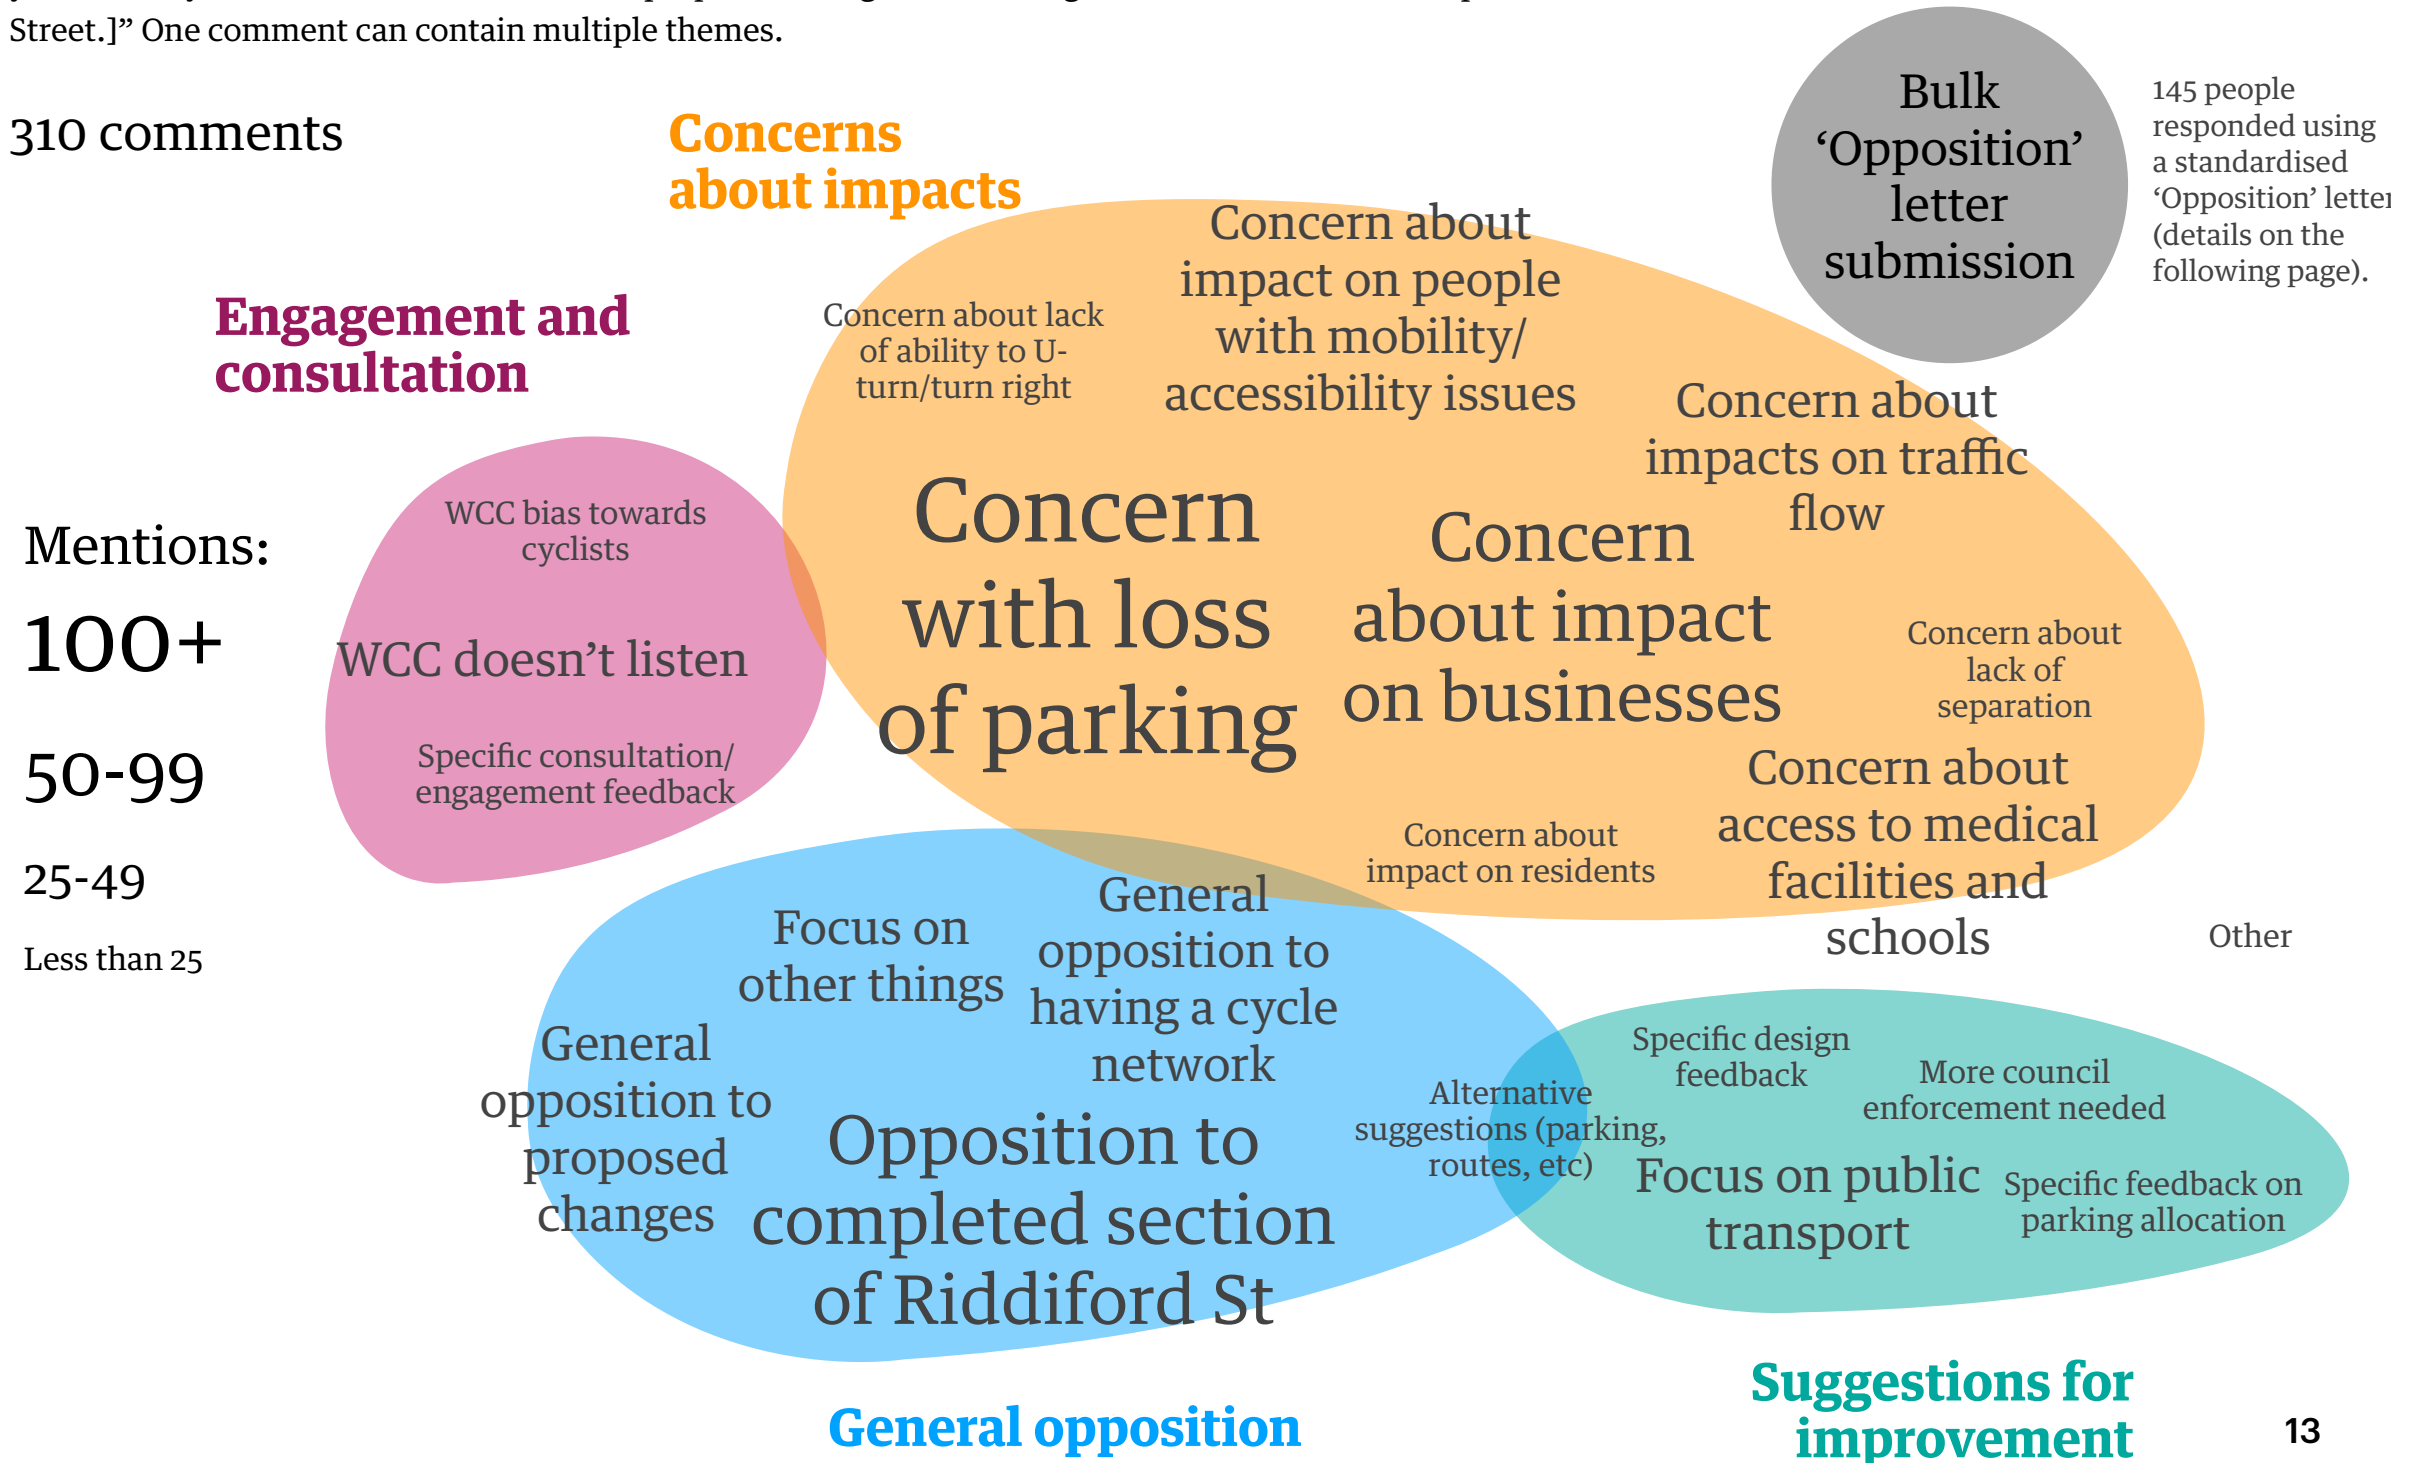 Street.]” One comment can contain multiple themes.
310 comments
Concerns
about impacts
Bulk
‘Opposition’
letter
submission
145 people
responded using
a standardised
‘Opposition’ letter
(details on the
following page).
Engagement and
consultation
Concern about lack
of ability to U-
turn/turn right
Concern about
impact on people
with mobility/
accessibility issues
Concern about
impacts on traffic
flow
WCC bias towards
cyclists
WCC doesn’t listen
Specific consultation/
engagement feedback
Concern
with loss
of parking
Concern
about impact
on businesses
Concern about
lack of
separation
Concern about
access to medical
facilities and
schools
Concern about
impact on residents
Mentions:
100+
50-99
25-49
Less than 25
Other
Focus on
other things
General
opposition to
having a cycle
network
General
opposition to
proposed
changes
Opposition to
completed section
of Riddiford St
Alternative
suggestions (parking,
routes, etc)
Specific design
feedback
More council
enforcement needed
Focus on public
transport
Specific feedback on
parking allocation
General opposition
Suggestions for
improvement
13